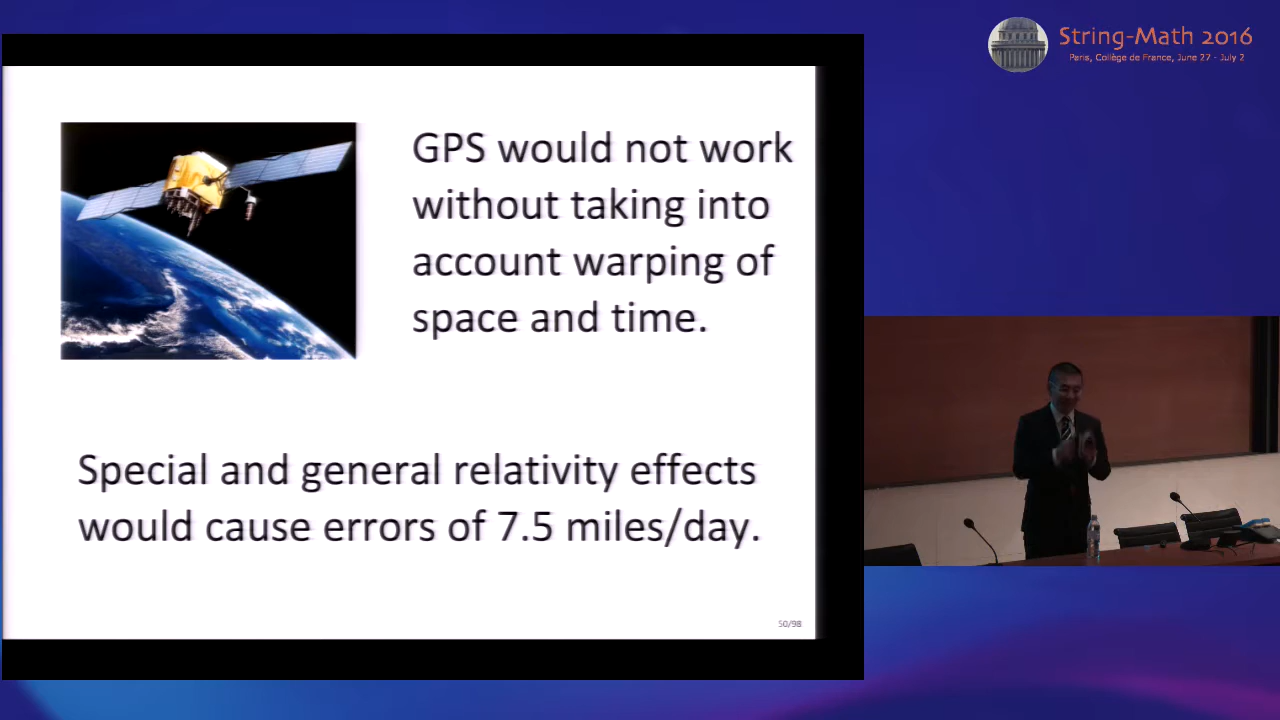 String-Math 2016
Paris, Collège de France, June 27 - July 2
GPS would not work
without taking into
account warping of
space and time.
Special and general relativity effects
would cause errors of 7.5 miles/day.
50/98